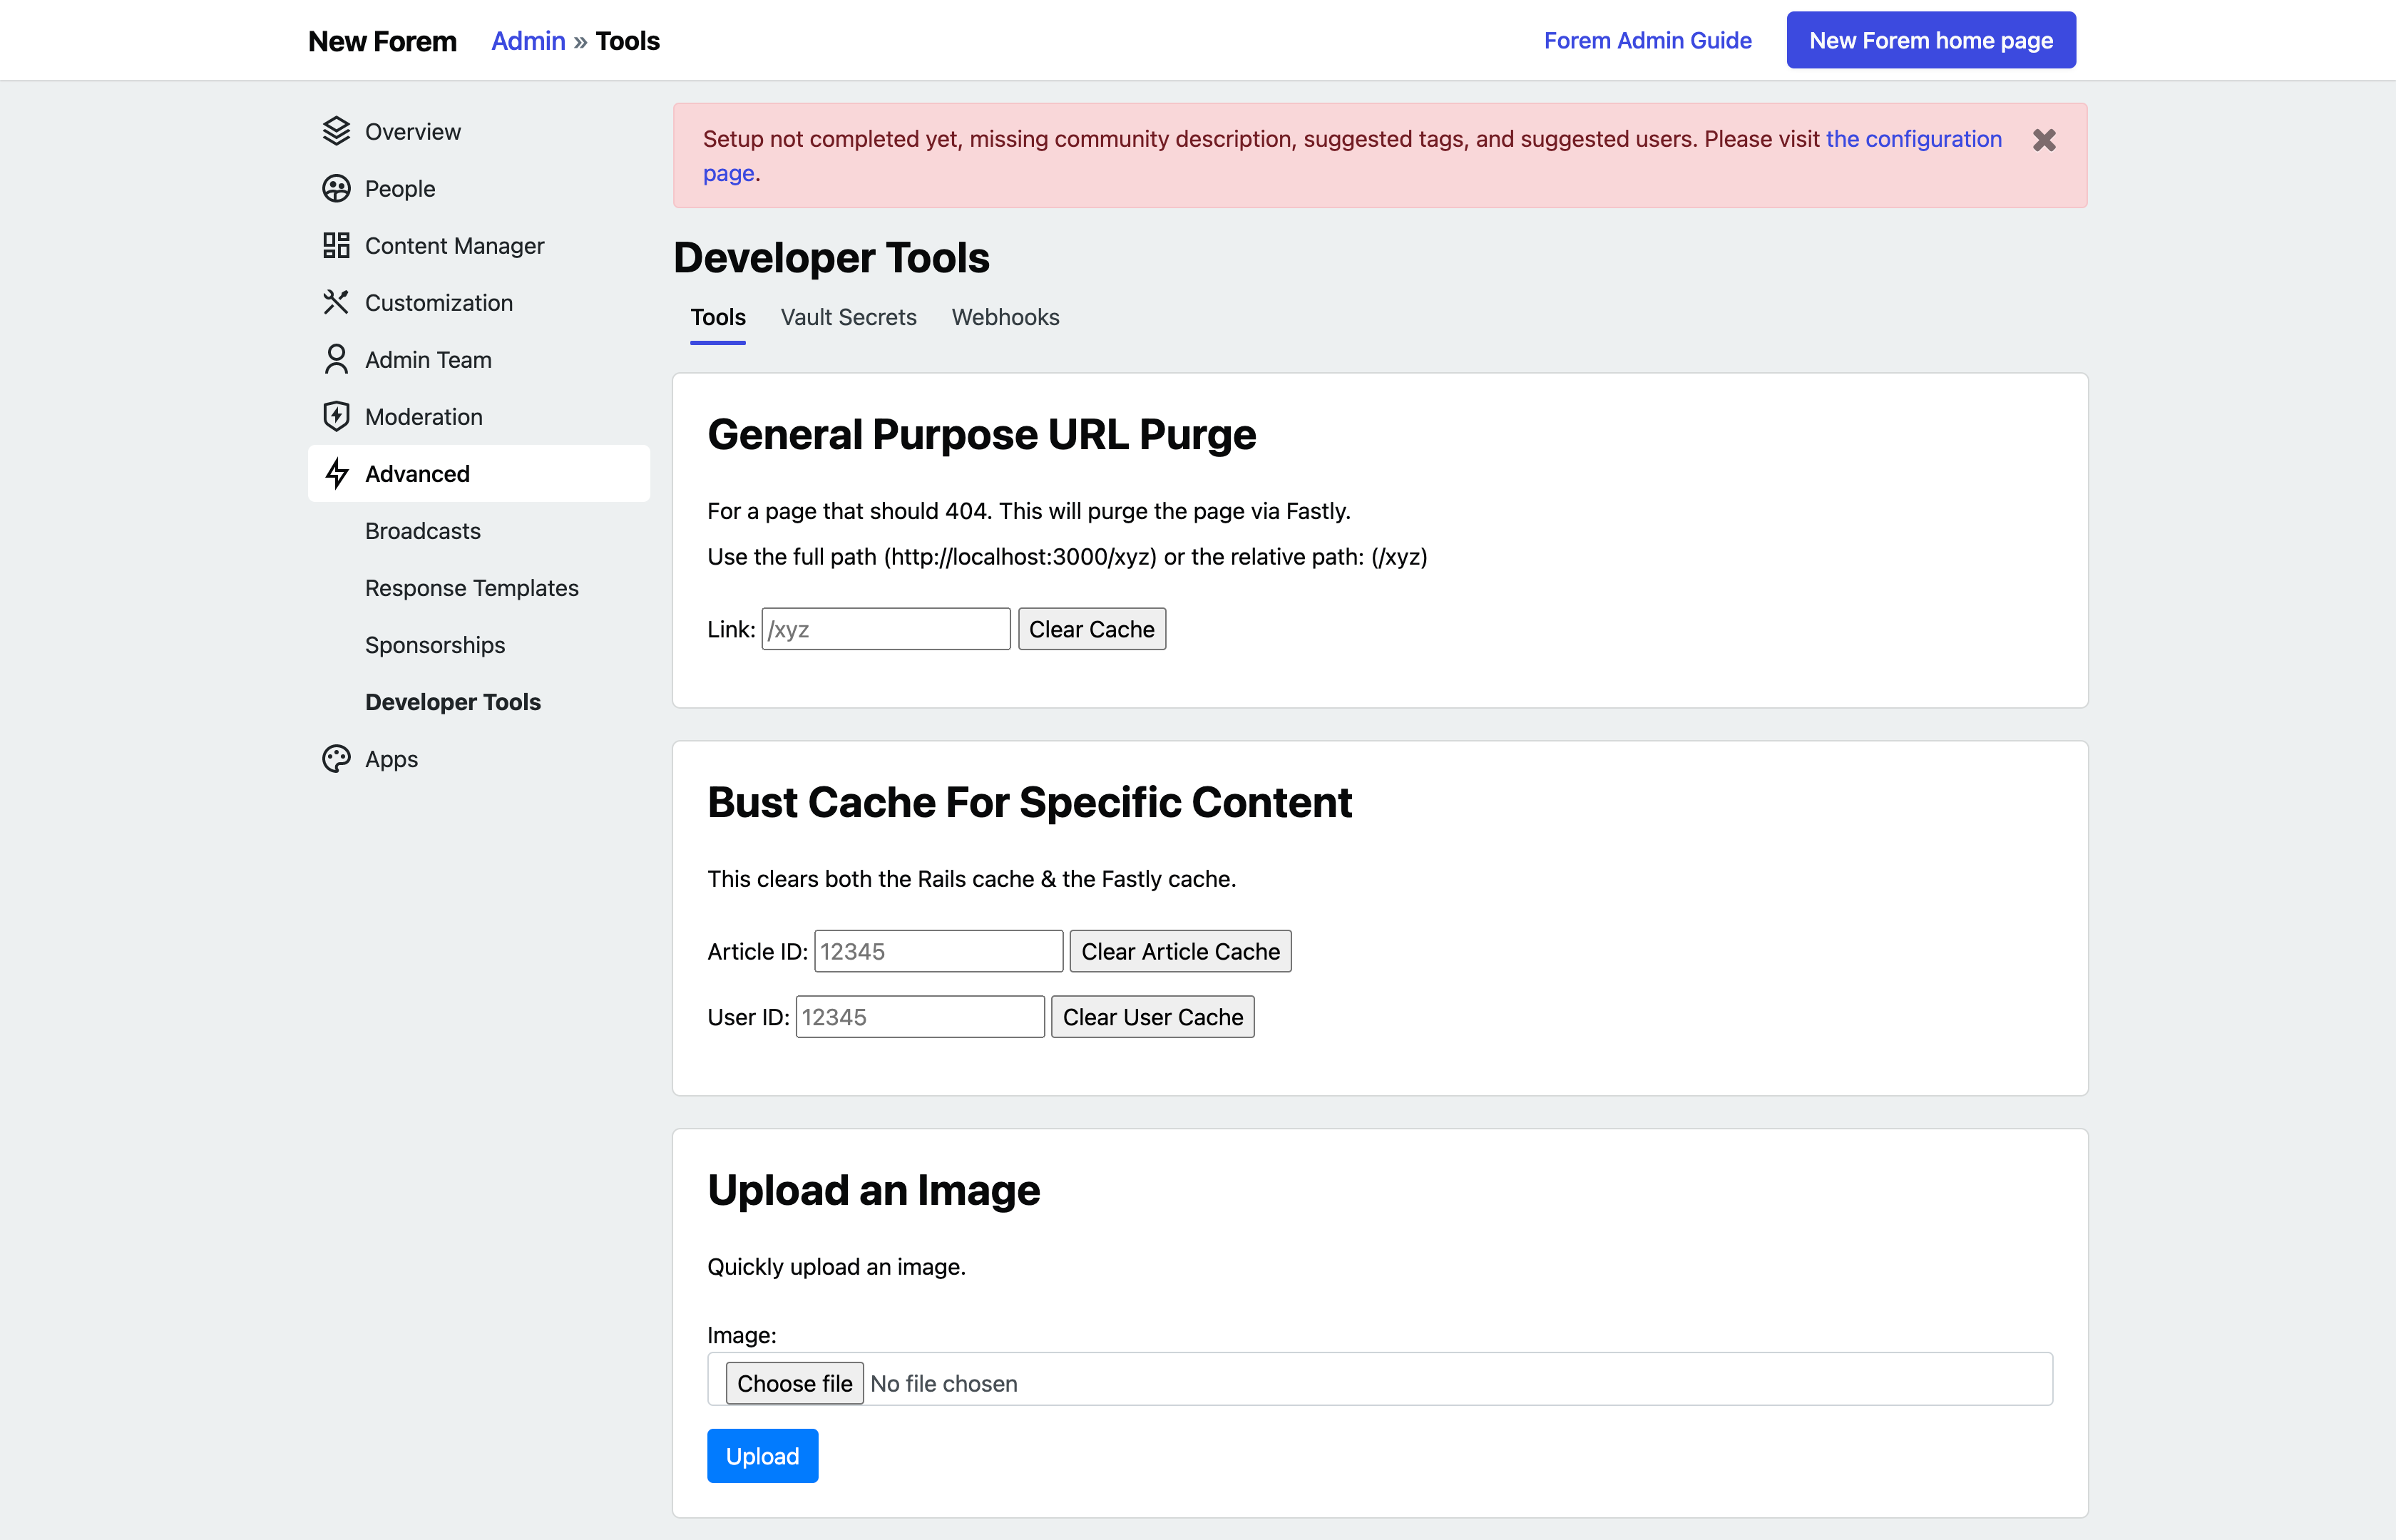 New Forem Admin » Tools Forem Admin Guide New Forem home page
Overview
People
Content Manager
Customization
Admin Team
Moderation
Advanced
Broadcasts
Response Templates
Sponsorships
Developer Tools
Apps
Setup not completed yet, missing community description, suggested tags, and suggested users. Please visit the configuration
page.
Developer Tools
Tools Vault Secrets Webhooks
General Purpose URL Purge
For a page that should 404. This will purge the page via Fastly.
Use the full path (http://localhost:3000/xyz) or the relative path: (/xyz)
Link: /xyz Clear Cache
Bust Cache For Specific Content
This clears both the Rails cache & the Fastly cache.
Article ID: 12345 Clear Article Cache
User ID: 12345 Clear User Cache
Upload an Image
Quickly upload an image.
Image:
Choose file No file chosen
Upload